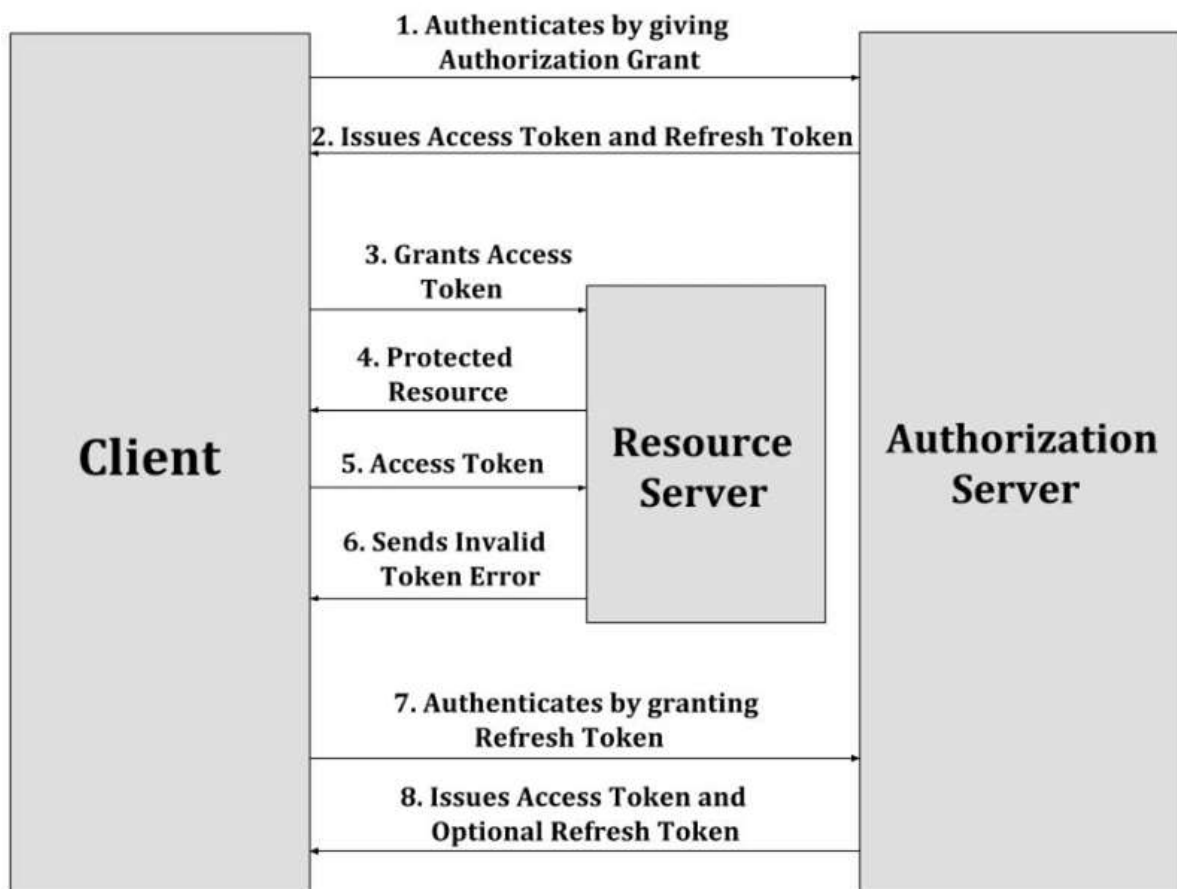 1. Authenticates by giving
Authorization Grant
2. Issues Access Token and Refresh Token
3. Grants Access
Token
4. Protected
Resource
Client
Resource
Server
Authorization
Server
5. Access Token
6. Sends Invalid
Token Error
7. Authenticates by granting
Refresh Token
8. Issues Access Token and
Optional Refresh Token